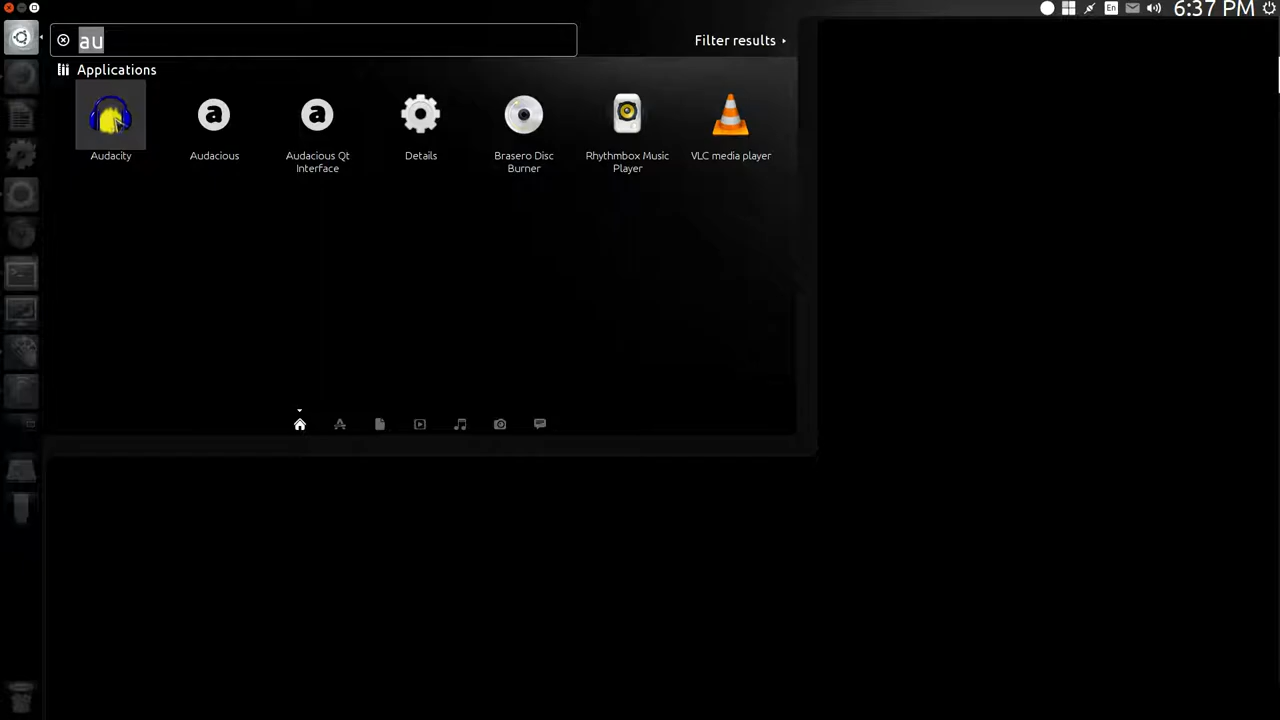 En
6:37 PM
au
Filter results
Applications
Audacity
Audacious
Audacious Qt
Interface
Details
Brasero Disc
Burner
Rhythmbox Music
Player
VLC media player